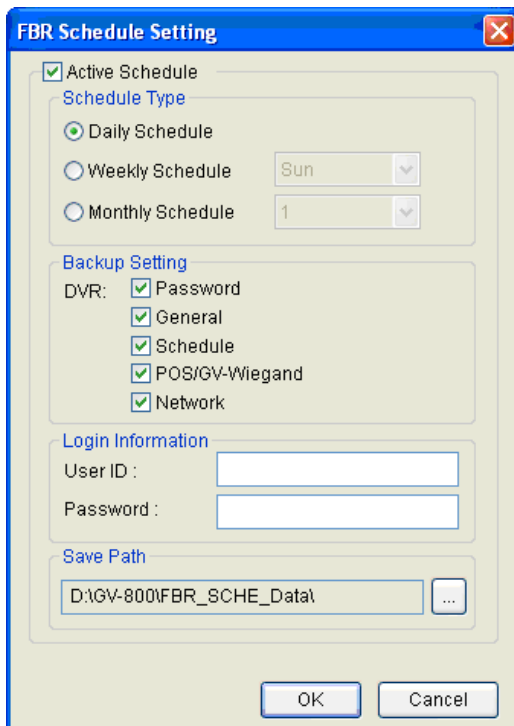 FBR Schedule Setting
Active Schedule
Schedule Type
Daily Schedule
Weekly Schedule Sun
Monthly Schedule 1
Backup Setting
DVR: Password
General
Schedule
POS/GV-Wiegand
Network
Login Information
User ID :
Password :
Save Path
D:\GV-800\FBR_SCHE_Data\ ...
OK Cancel